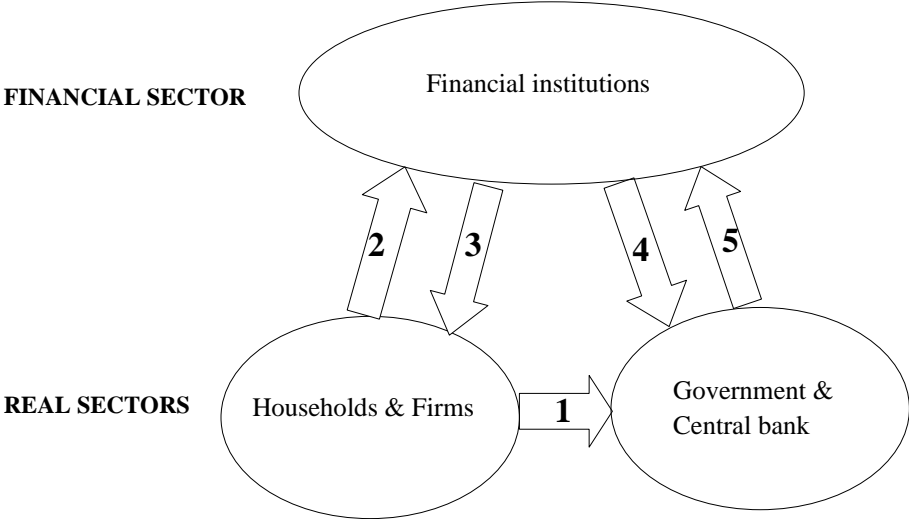 Financial institutions
FINANCIAL SECTOR
2
3
4
5
REAL SECTORS
Households & Firms
1
Government &
Central bank